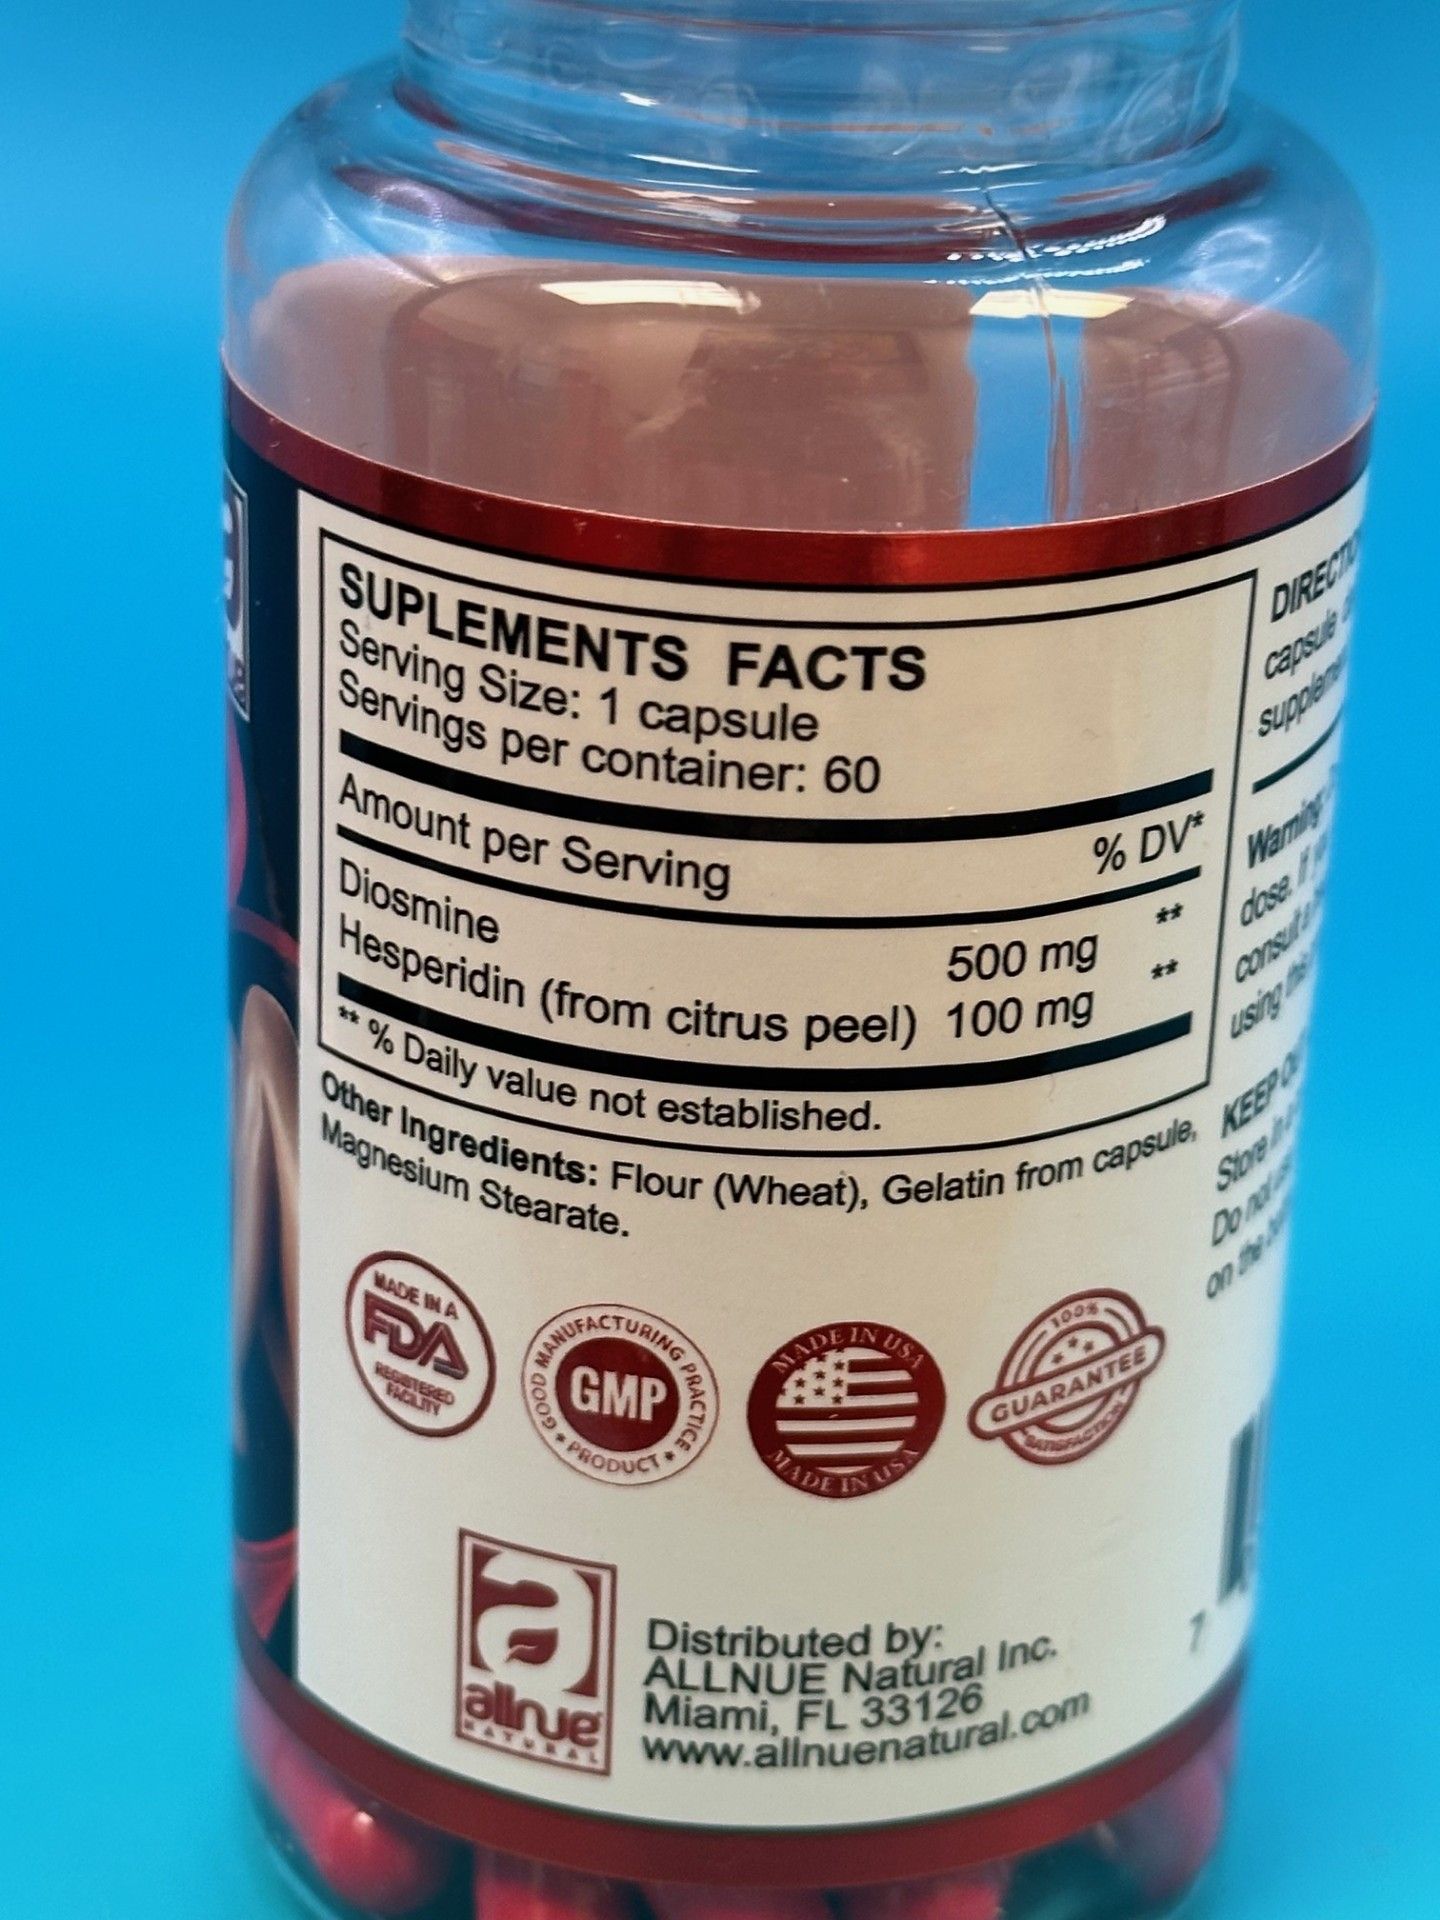 SUPLEMENTS FACTS
Serving Size: 1 capsule
Servings per container: 60
Amount per Serving % DV*
Diosmine 500 mg **
Hesperidin (from citrus peel) 100 mg **
** % Daily value not established.
Other Ingredients: Flour (Wheat), Gelatin from capsule,
Magnesium Stearate.
MADE IN A
FDA
REGISTERED
FACILITY
GOOD MANUFACTURING PRACTICE
GMP
PRODUCT
MADE IN USA
MADE IN USA
100%
GUARANTEE
SATISFACTION
a
allnue
NATURAL
Distributed by:
ALLNUE Natural Inc.
Miami, FL 33126
www.allnuenatural.com
capsule
Warning:
dose. If
consult
using
KEEP
Store in
Do not
on the
7